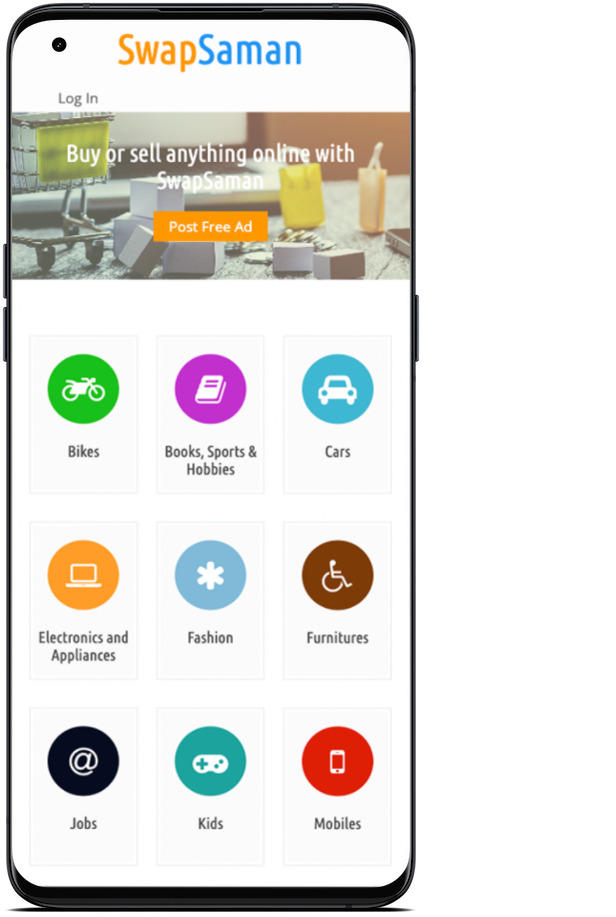 SwapSaman
Log In
Buy or sell anything online with
SwapSaman
Post Free Ad
Bikes
Books, Sports &
Hobbies
Cars
Electronics and
Appliances
Fashion
Furnitures
@
Jobs
Kids
Mobiles